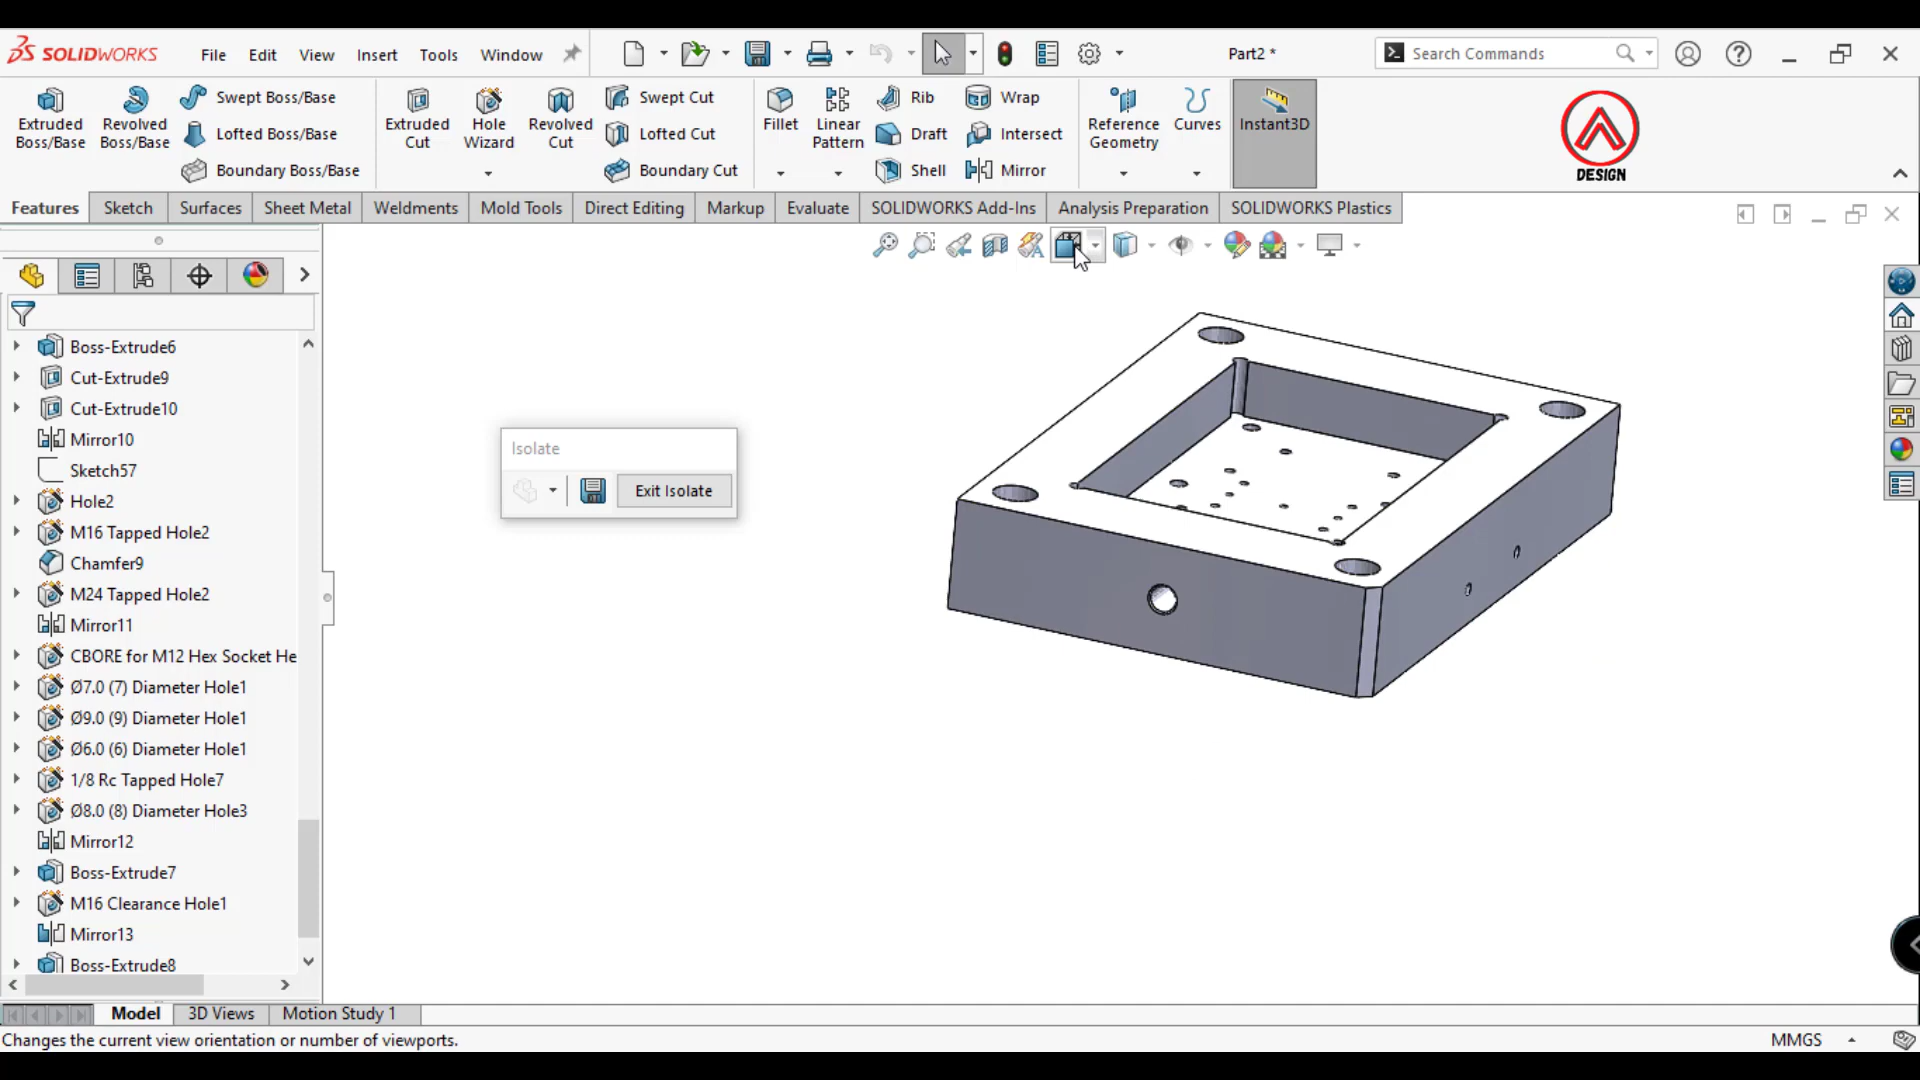 SOLIDWORKS File Edit View Insert Tools Window Part2 * Search Commands
Extruded Boss/Base
Revolved Boss/Base
Swept Boss/Base
Lofted Boss/Base
Boundary Boss/Base
Extruded Cut
Hole Wizard
Revolved Cut
Swept Cut
Lofted Cut
Boundary Cut
Fillet
Linear Pattern
Rib
Draft
Shell
Wrap
Intersect
Mirror
Reference Geometry
Curves
Instant3D
DESIGN
Features Sketch Surfaces Sheet Metal Weldments Mold Tools Direct Editing Markup Evaluate SOLIDWORKS Add-Ins Analysis Preparation SOLIDWORKS Plastics
Boss-Extrude6
Cut-Extrude9
Cut-Extrude10
Mirror10
Sketch57
Hole2
M16 Tapped Hole2
Chamfer9
M24 Tapped Hole2
Mirror11
CBORE for M12 Hex Socket He
Ø7.0 (7) Diameter Hole1
Ø9.0 (9) Diameter Hole1
Ø6.0 (6) Diameter Hole1
1/8 Rc Tapped Hole7
Ø8.0 (8) Diameter Hole3
Mirror12
Boss-Extrude7
M16 Clearance Hole1
Mirror13
Boss-Extrude8
Isolate
Exit Isolate
Model 3D Views Motion Study 1
Changes the current view orientation or number of viewports. MMGS